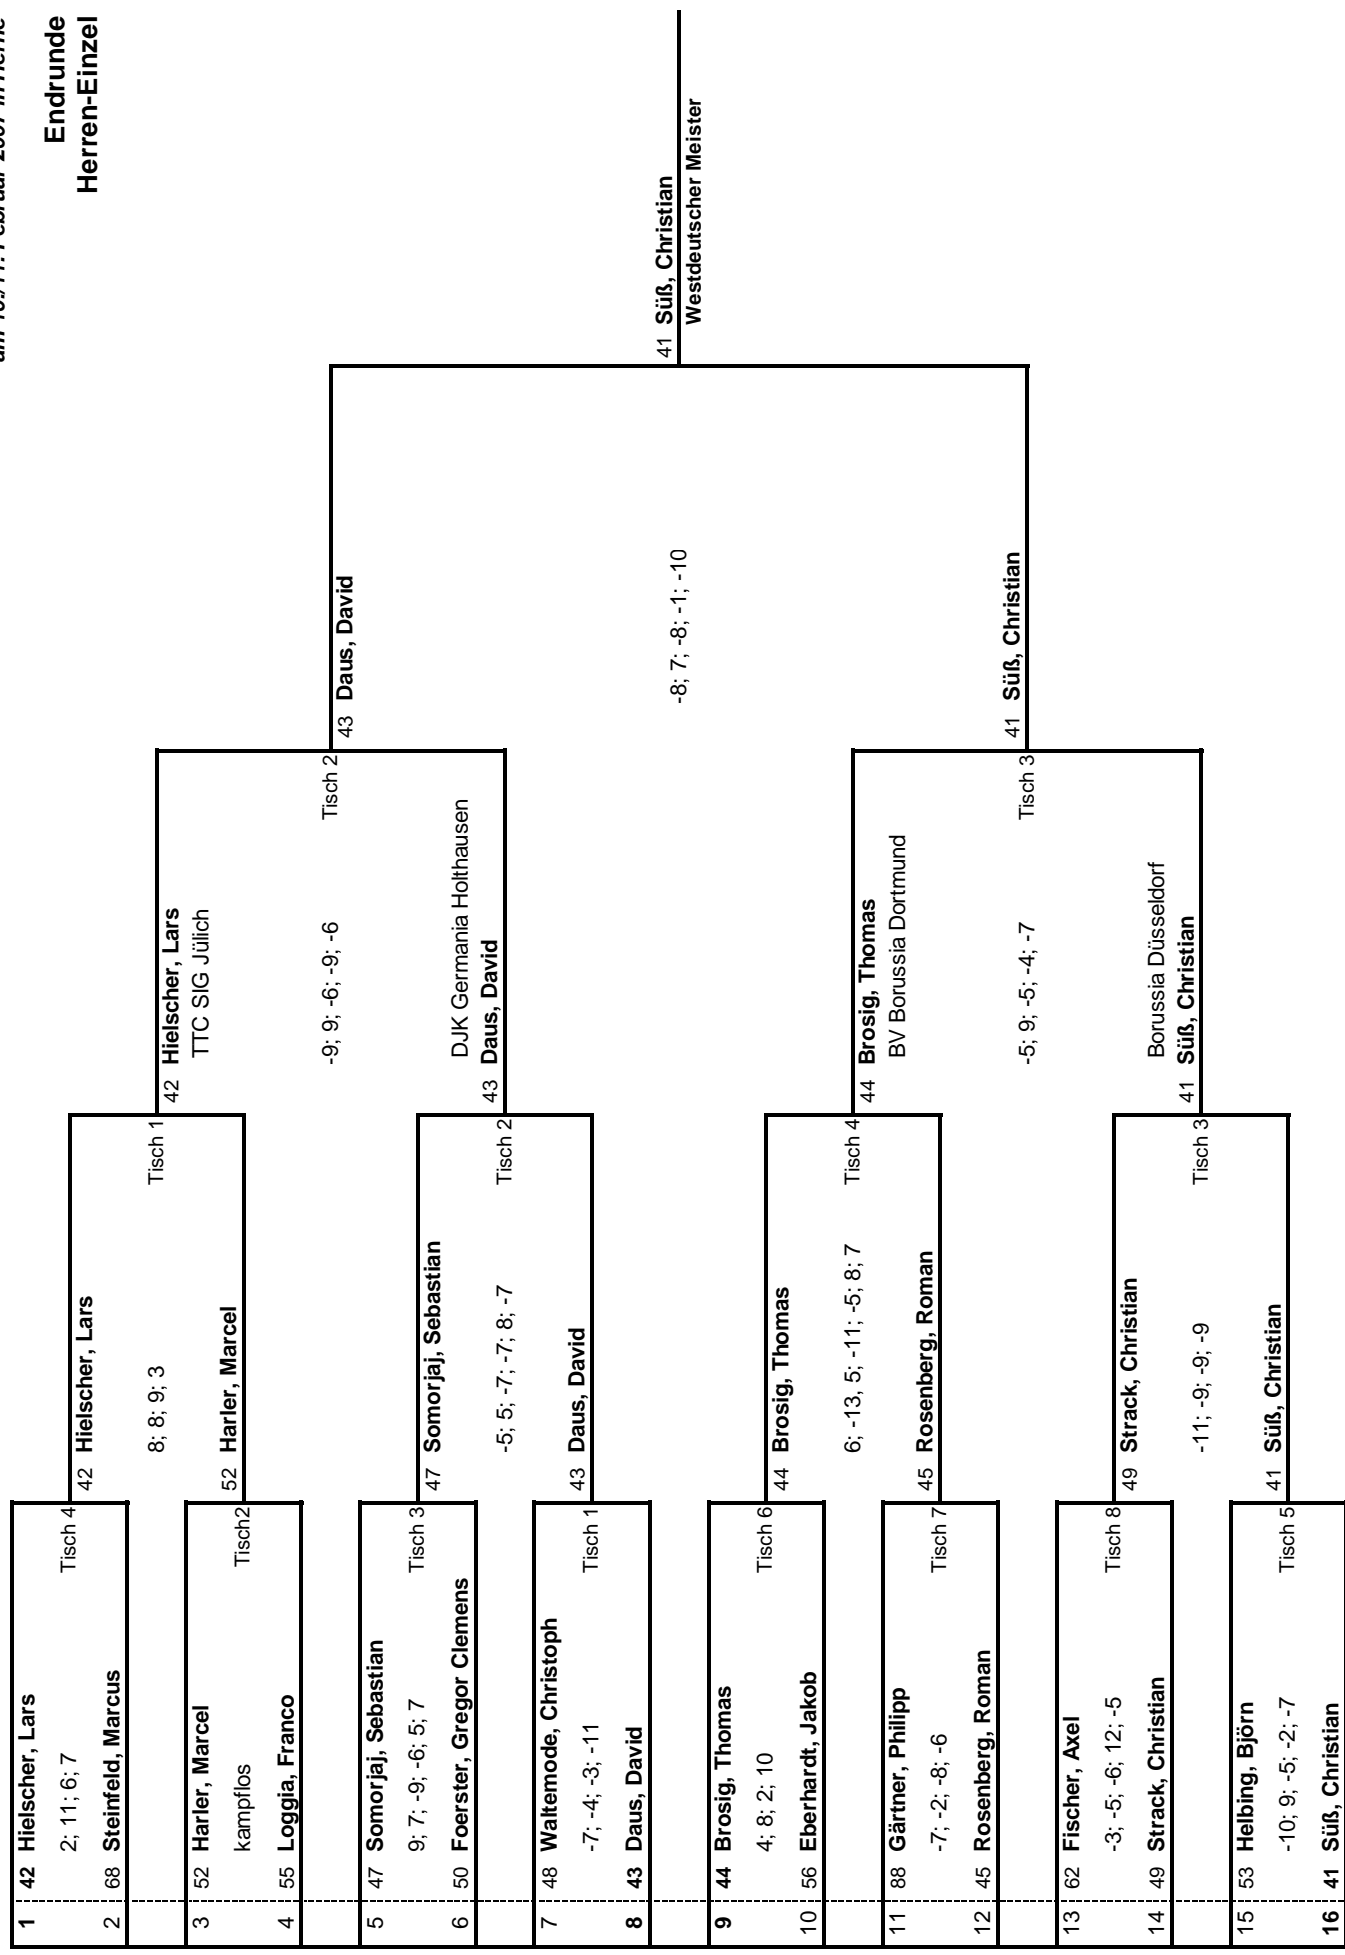 am 10./11. Februar 2007 in Herne
Endrunde
Herren-Einzel
1 42 Hielscher, Lars
2; 11; 6; 7
Tisch 4
2 68 Steinfeld, Marcus
3 52 Harler, Marcel
kampflos
Tisch2
4 55 Loggia, Franco
5 47 Somorjaj, Sebastian
9; 7; -9; -6; 5; 7
Tisch 3
6 50 Foerster, Gregor Clemens
7 48 Waltemode, Christoph
-7; -4; -3; -11
Tisch 1
8 43 Daus, David
9 44 Brosig, Thomas
4; 8; 2; 10
Tisch 6
10 56 Eberhardt, Jakob
11 88 Gärtner, Philipp
-7; -2; -8; -6
Tisch 7
12 45 Rosenberg, Roman
13 62 Fischer, Axel
-3; -5; -6; 12; -5
Tisch 8
14 49 Strack, Christian
15 53 Helbing, Björn
-10; 9; -5; -2; -7
Tisch 5
16 41 Süß, Christian
42 Hielscher, Lars
8; 8; 9; 3
Tisch 1
52 Harler, Marcel
47 Somorjaj, Sebastian
-5; 5; -7; -7; 8; -7
Tisch 2
43 Daus, David
44 Brosig, Thomas
6; -13, 5; -11; -5; 8; 7
Tisch 4
45 Rosenberg, Roman
49 Strack, Christian
-11; -9; -9; -9
Tisch 3
41 Süß, Christian
42 Hielscher, Lars
TTC SIG Jülich
-9; 9; -6; -9; -6
Tisch 2
DJK Germania Holthausen
43 Daus, David
44 Brosig, Thomas
BV Borussia Dortmund
-5; 9; -5; -4; -7
Tisch 3
Borussia Düsseldorf
41 Süß, Christian
43 Daus, David
-8; 7; -8; -1; -10
41 Süß, Christian
41 Süß, Christian
Westdeutscher Meister